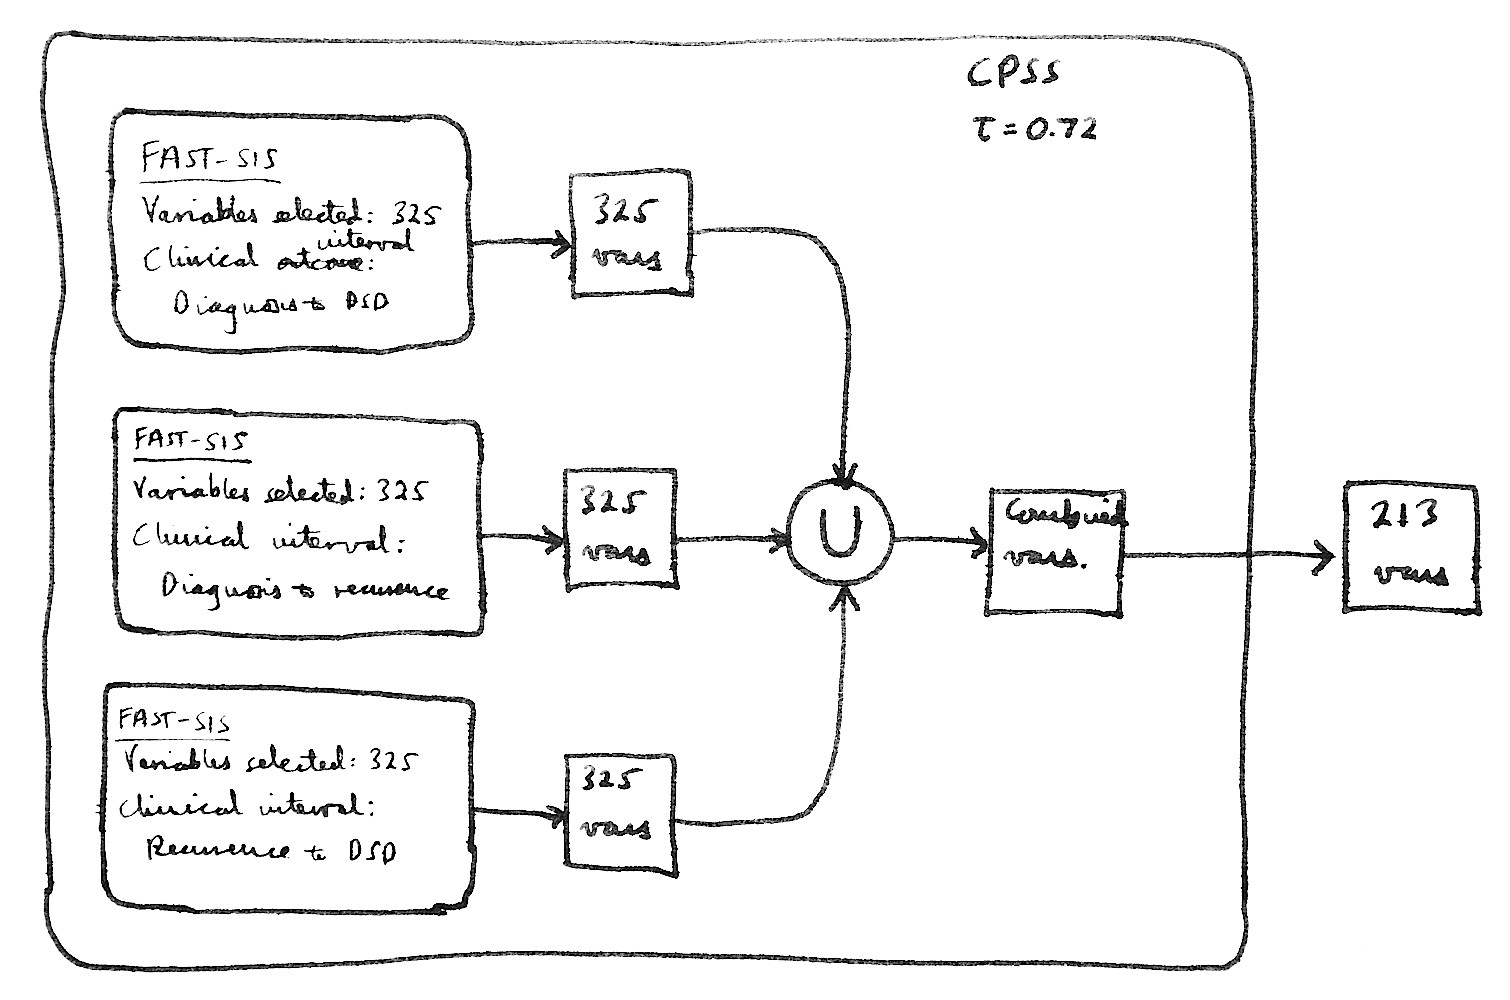 CPSS
τ = 0.72
FAST-SIS
Variables selected: 325
interval
Clinical outcome:
Diagnosis to DSD
325
vars
FAST-SIS
Variables selected: 325
Clinical interval:
Diagnosis to recurrence
325
vars
U
Combined
vars.
213
vars
FAST-SIS
Variables selected: 325
Clinical interval:
Recurrence to DSD
325
vars